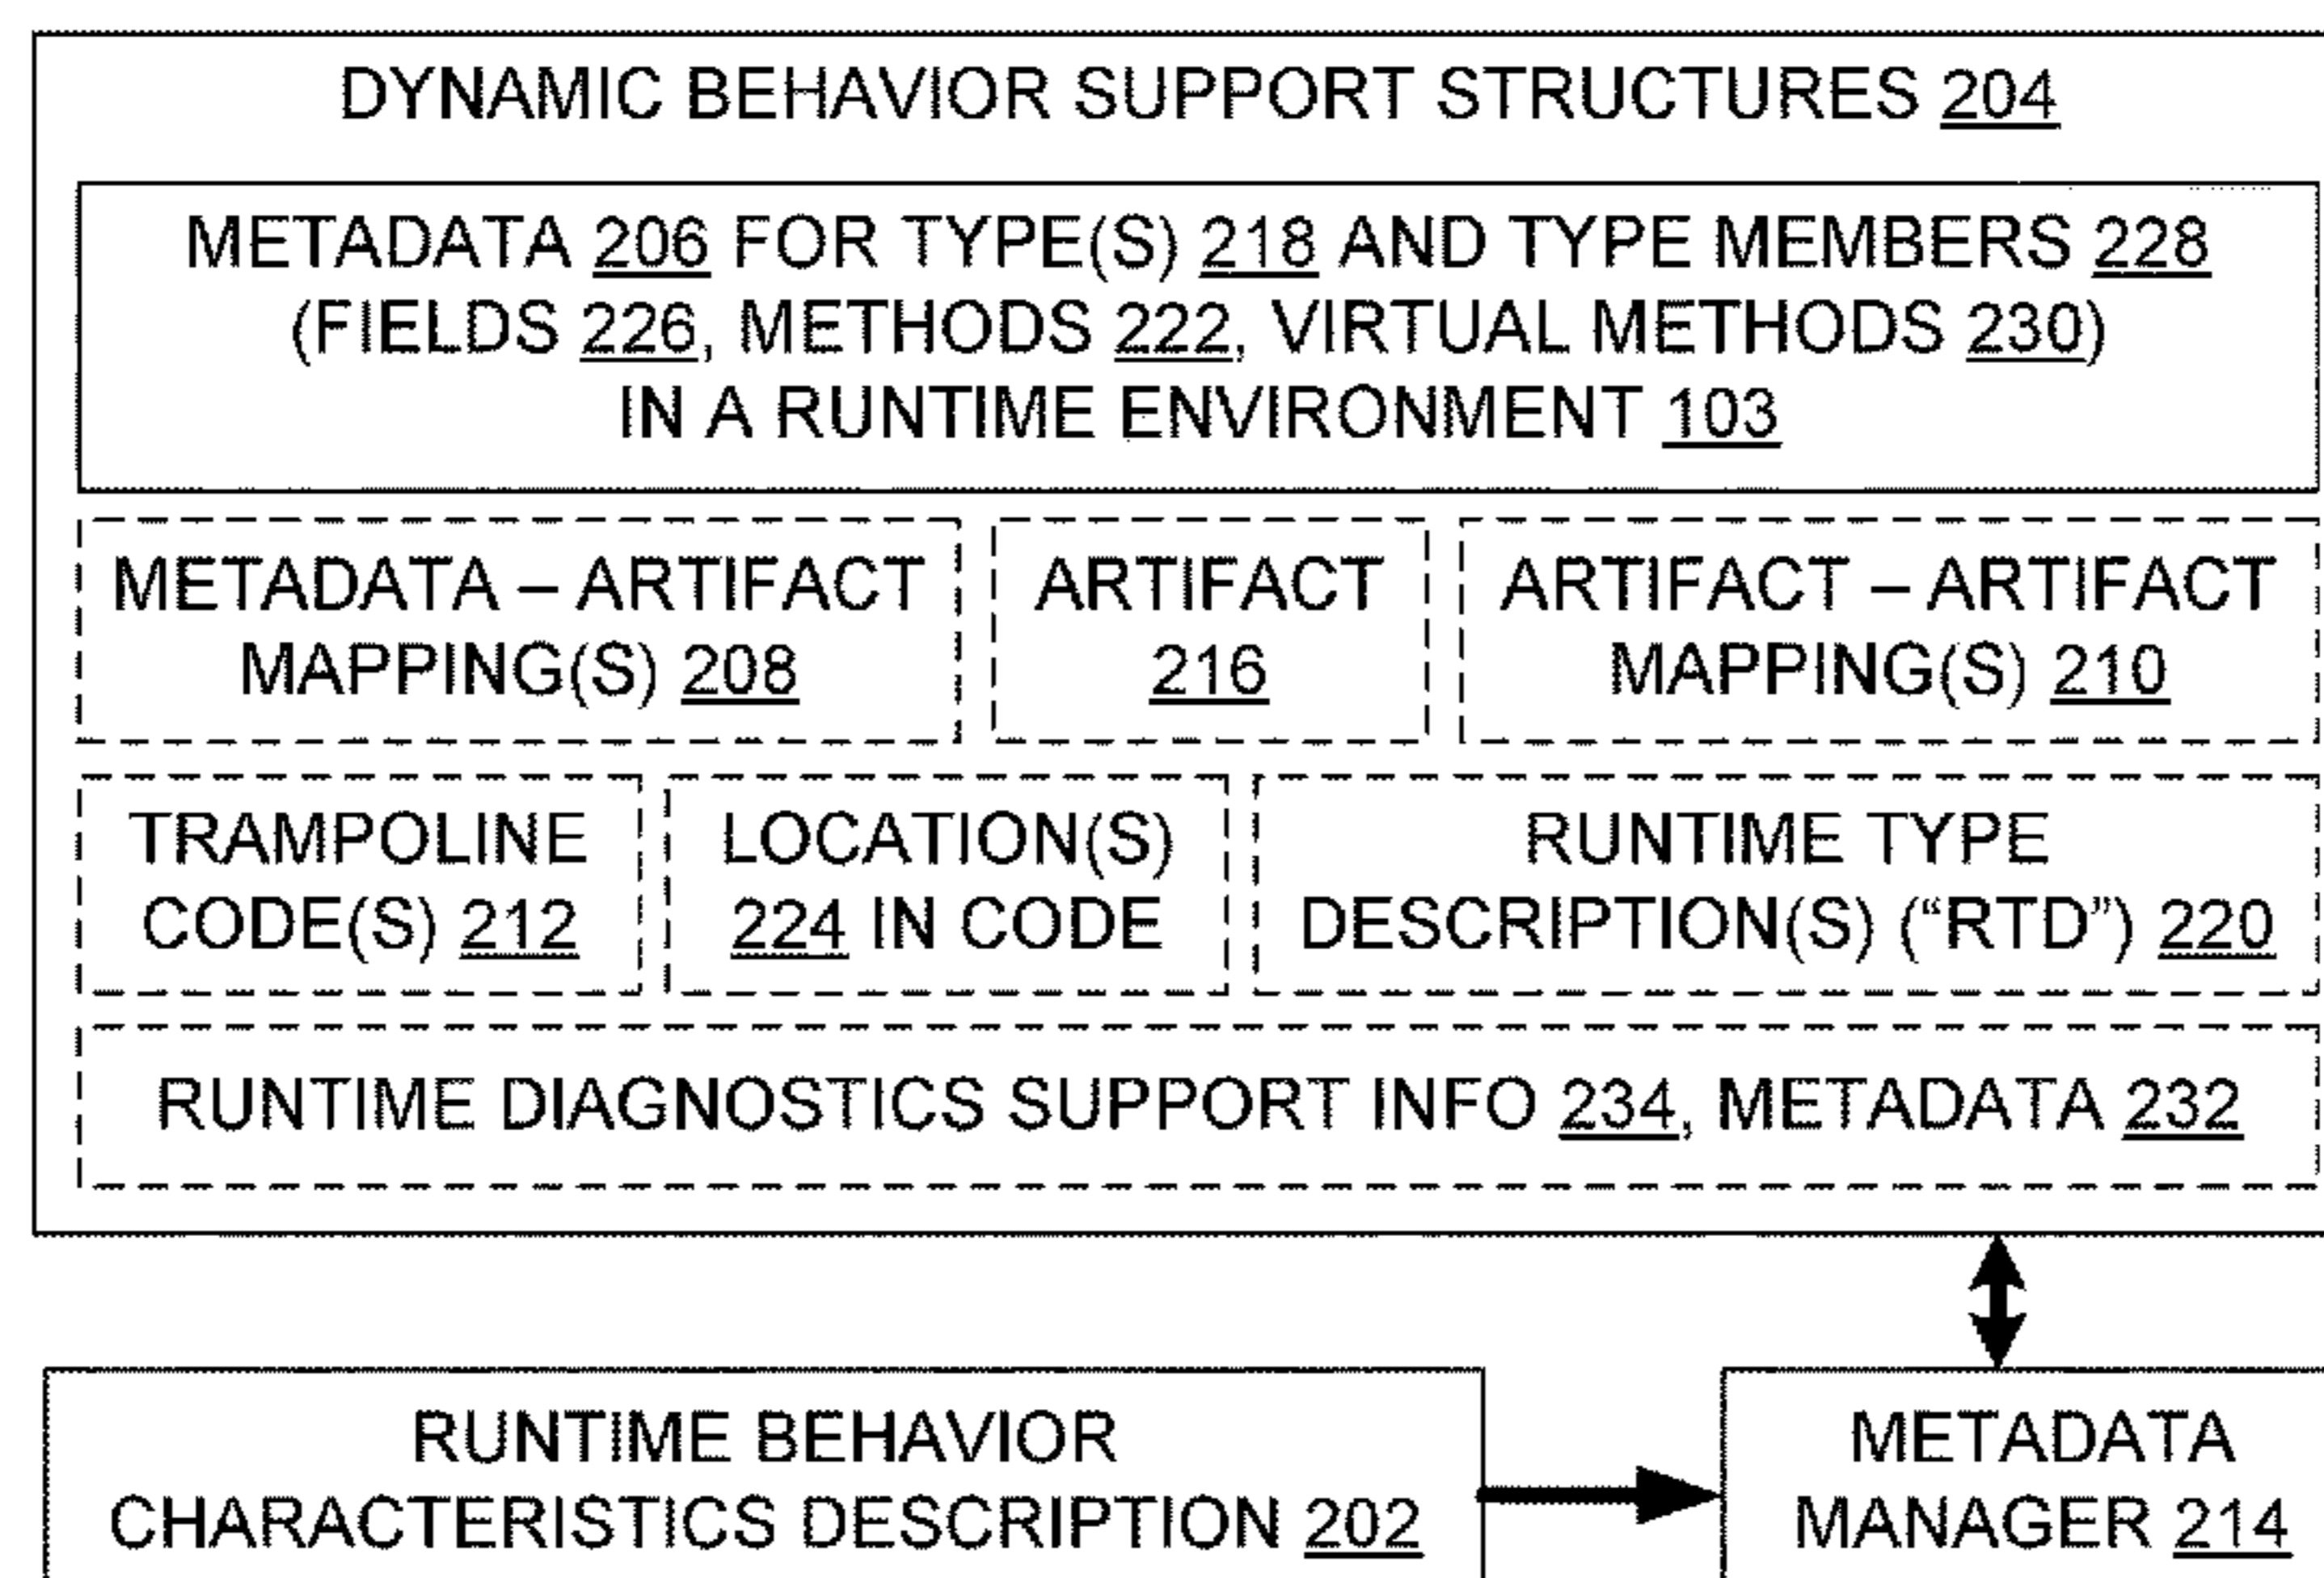 DYNAMIC BEHAVIOR SUPPORT STRUCTURES 204
METADATA 206 FOR TYPE(S) 218 AND TYPE MEMBERS 228
(FIELDS 226, METHODS 222, VIRTUAL METHODS 230)
IN A RUNTIME ENVIRONMENT 103
METADATA – ARTIFACT
MAPPING(S) 208
ARTIFACT
216
ARTIFACT – ARTIFACT
MAPPING(S) 210
TRAMPOLINE
CODE(S) 212
LOCATION(S)
224 IN CODE
RUNTIME TYPE
DESCRIPTION(S) (“RTD”) 220
RUNTIME DIAGNOSTICS SUPPORT INFO 234, METADATA 232
RUNTIME BEHAVIOR
CHARACTERISTICS DESCRIPTION 202
METADATA
MANAGER 214